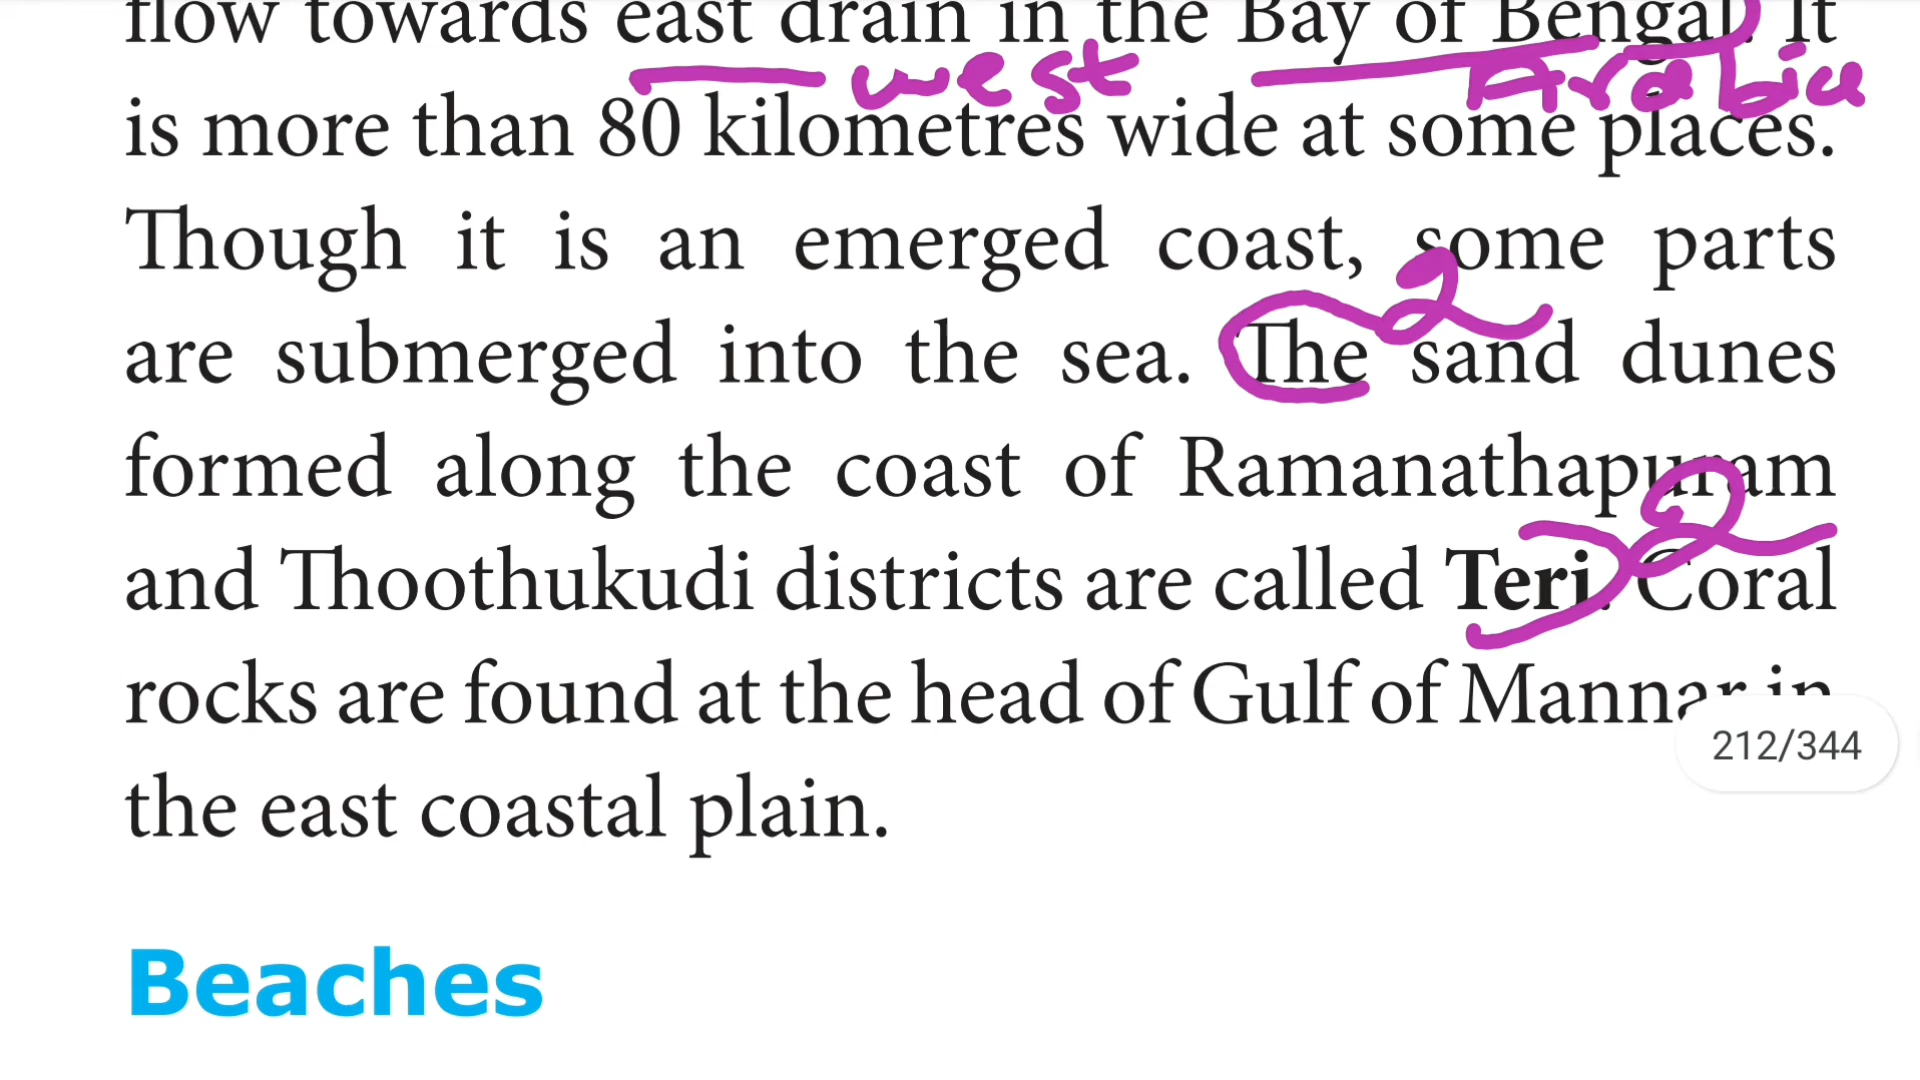 flow towards east drain in the Bay of Bengal. It
west Arabia
is more than 80 kilometres wide at some places.
Though it is an emerged coast, some parts
2
are submerged into the sea. The sand dunes
formed along the coast of Ramanathapuram
2
and Thoothukudi districts are called Teri. Coral
rocks are found at the head of Gulf of Mannar in
212/344
the east coastal plain.
Beaches